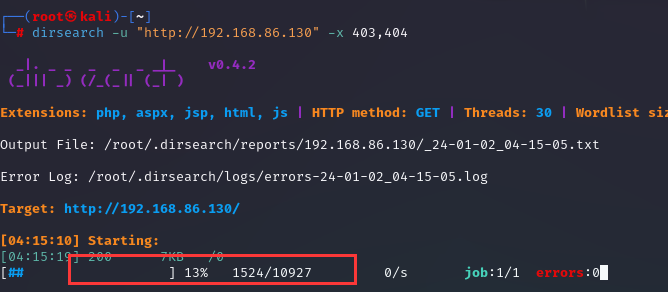 ┌──(root㉿kali)-[~]
└─# dirsearch -u "http://192.168.86.130" -x 403,404
_|. _ _ _ _ _ _|_ v0.4.2
(_||| _) (/_(_|| (_| )
Extensions: php, aspx, jsp, html, js | HTTP method: GET | Threads: 30 | Wordlist siz
Output File: /root/.dirsearch/reports/192.168.86.130/_24-01-02_04-15-05.txt
Error Log: /root/.dirsearch/logs/errors-24-01-02_04-15-05.log
Target: http://192.168.86.130/
[04:15:10] Starting:
[04:15:19] 200 7KB /0
[## ] 13% 1524/10927 0/s job:1/1 errors:0